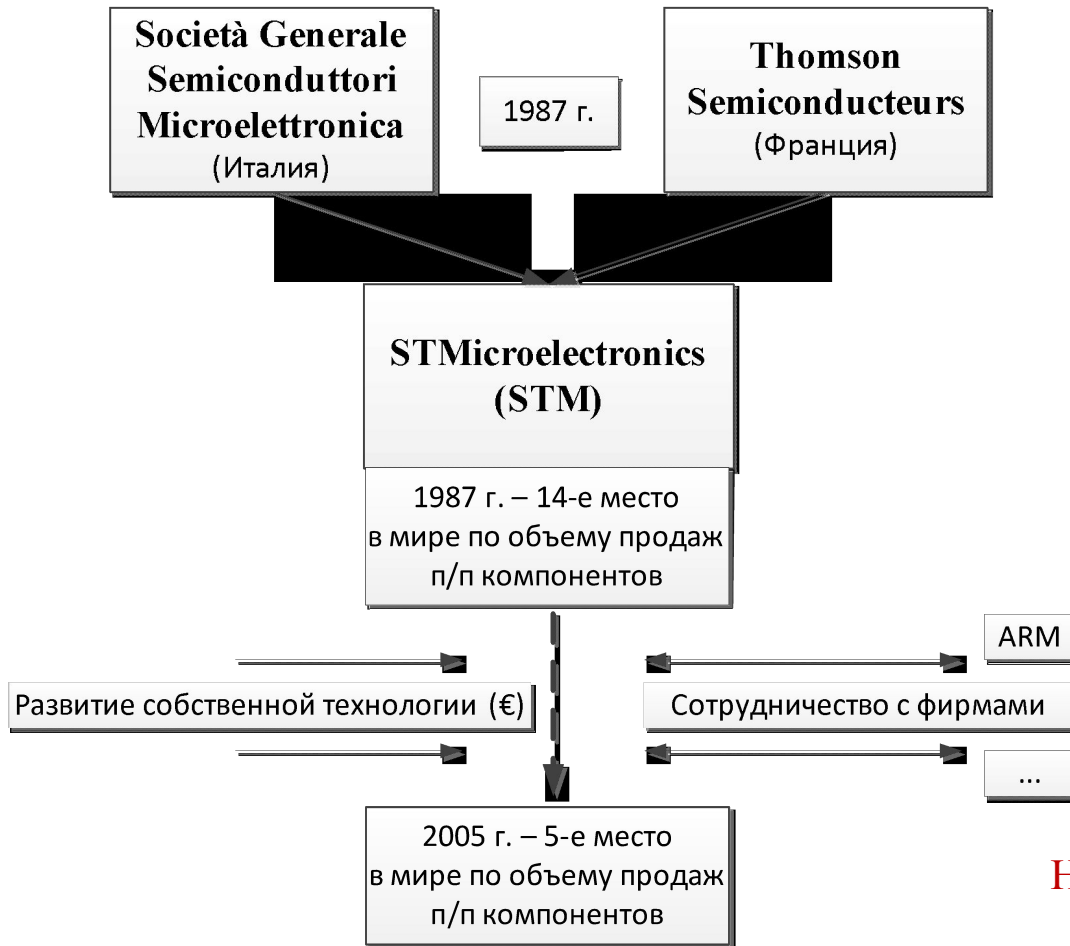 Società Generale
Semiconduttori
Microelettronica
(Италия)
1987 г.
Thomson
Semiconducteurs
(Франция)
STMicroelectronics
(STM)
1987 г. – 14-е место
в мире по объему продаж
п/п компонентов
ARM
Развитие собственной технологии (€)
Сотрудничество с фирмами
...
2005 г. – 5-е место
в мире по объему продаж
п/п компонентов